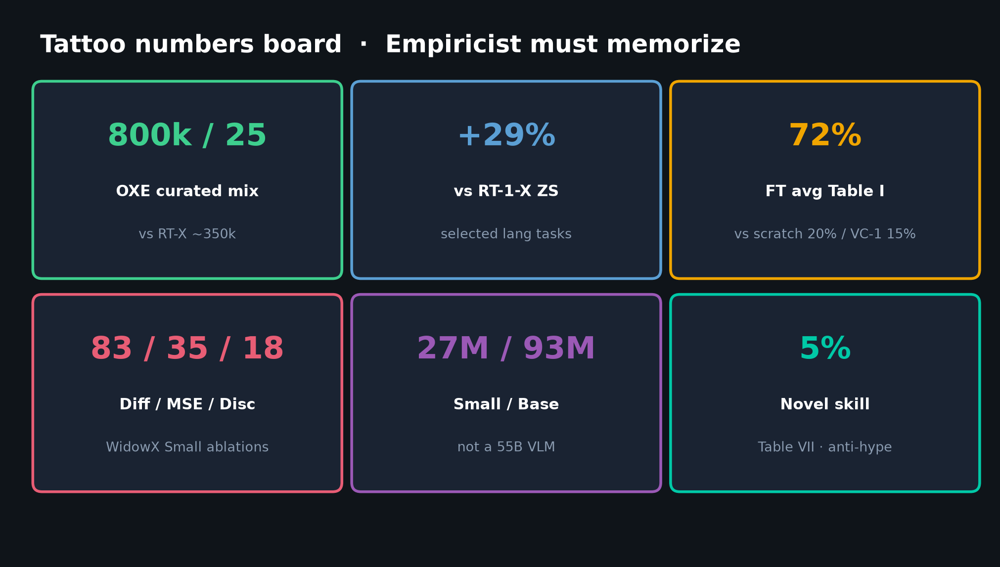 Tattoo numbers board · Empiricist must memorize
800k / 25
OXE curated mix
vs RT-X ~350k
+29%
vs RT-1-X ZS
selected lang tasks
72%
FT avg Table I
vs scratch 20% / VC-1 15%
83 / 35 / 18
Diff / MSE / Disc
WidowX Small ablations
27M / 93M
Small / Base
not a 55B VLM
5%
Novel skill
Table VII · anti-hype